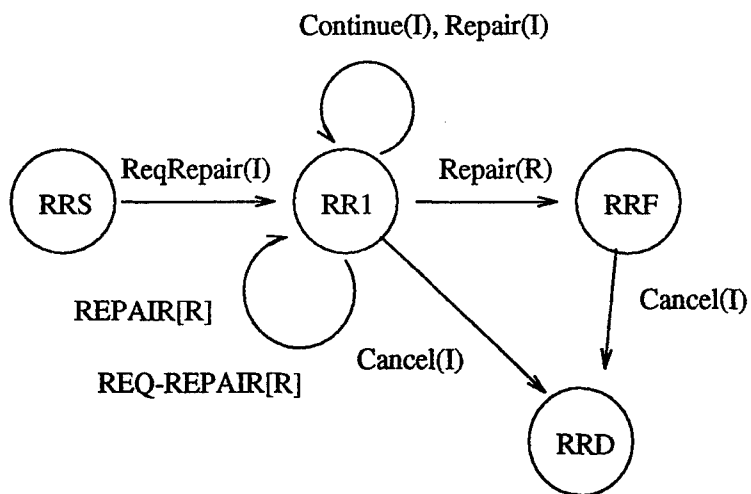 Continue(I), Repair(I)
ReqRepair(I)
Repair(R)
RRS
RR1
RRF
REPAIR[R]
Cancel(I)
REQ-REPAIR[R]
Cancel(I)
RRD